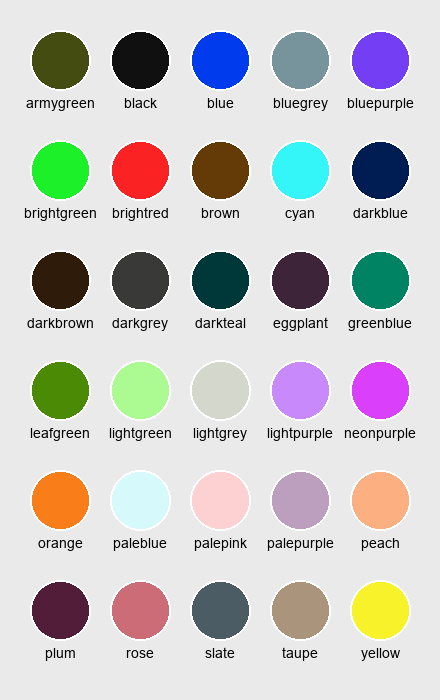 armygreen black blue bluegrey bluepurple
brightgreen brightred brown cyan darkblue
darkbrown darkgrey darkteal eggplant greenblue
leafgreen lightgreen lightgrey lightpurple neonpurple
orange paleblue palepink palepurple peach
plum rose slate taupe yellow